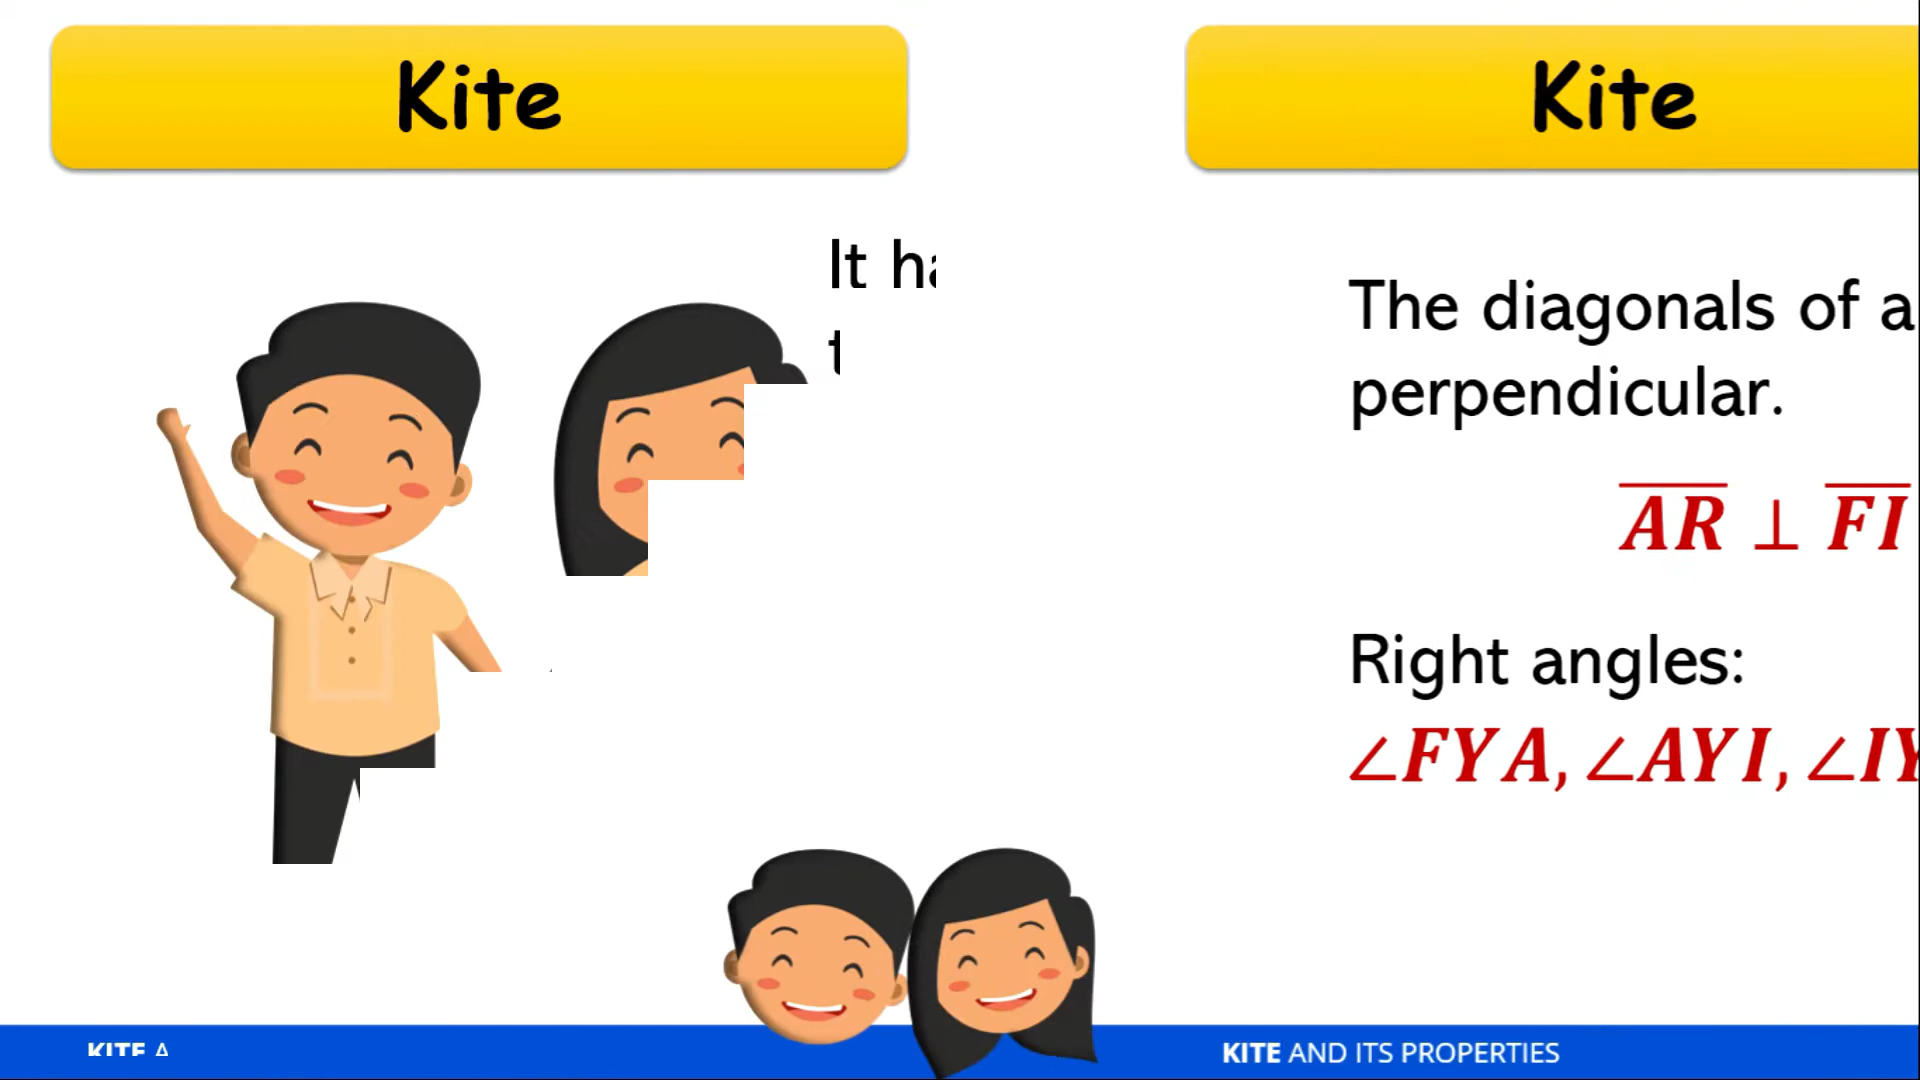 Kite
It
Kite
The diagonals of a
perpendicular.
AR ⊥ FI
Right angles:
∠FYA, ∠AYI, ∠IY
KITE
KITE AND ITS PROPERTIES